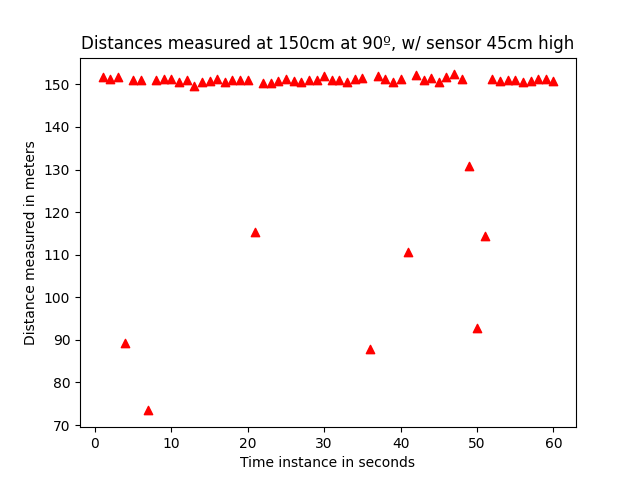 Distances measured at 150cm at 90º, w/ sensor 45cm high
Distance measured in meters
150
140
130
120
110
100
90
80
70
0 10 20 30 40 50 60
Time instance in seconds